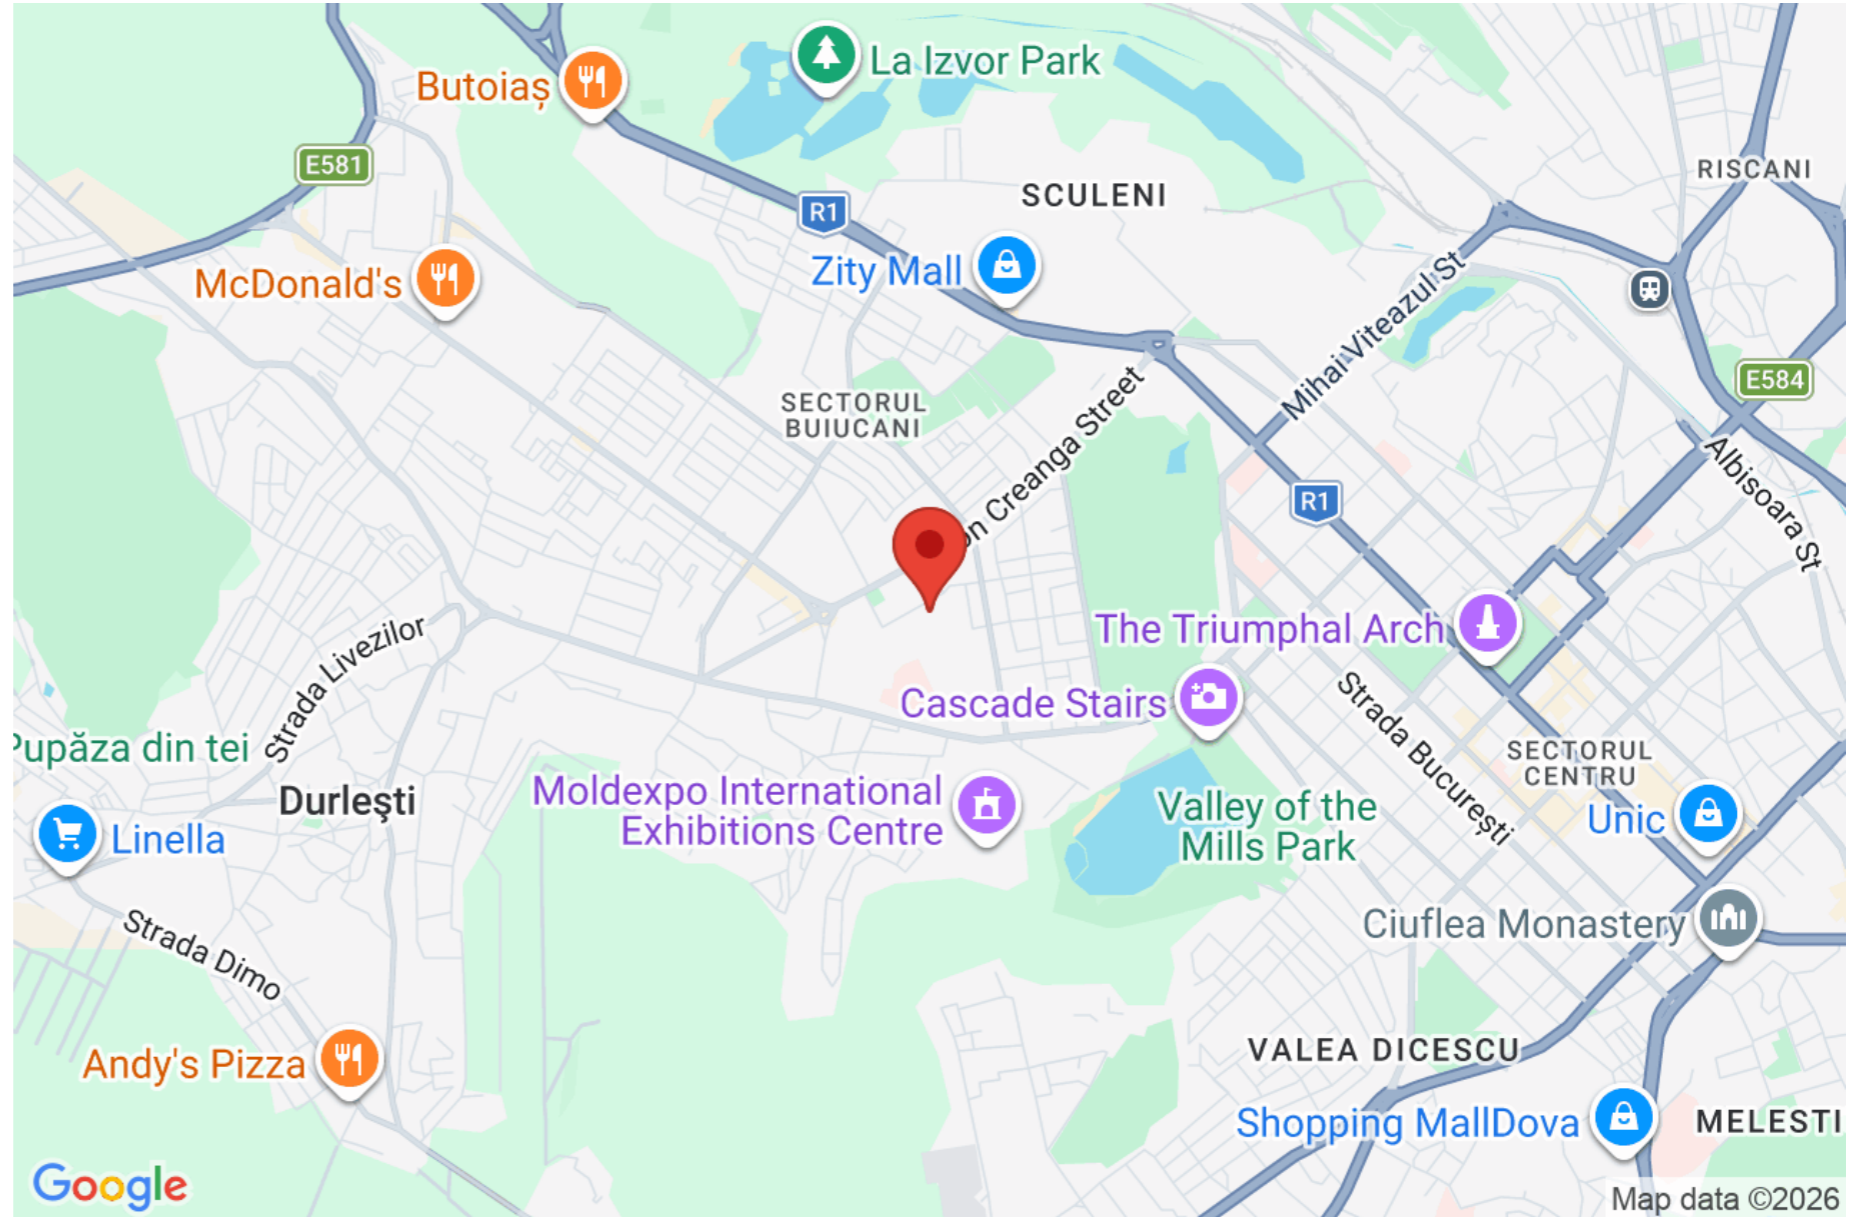 La Izvor Park
Butoiaș
E581
RISCANI
SCULENI
R1
Zity Mall
McDonald's
Mihai Viteazul St
E584
SECTORUL
BUIUCANI
Ion Creanga Street
Albisoara St
R1
The Triumphal Arch
Strada Livezilor
Cascade Stairs
Strada București
Pupăza din tei
SECTORUL
CENTRU
Durleşti
Moldexpo International
Exhibitions Centre
Valley of the
Mills Park
Unic
Linella
Ciuflea Monastery
Strada Dimo
VALEA DICESCU
Andy's Pizza
Shopping MallDova
MELESTI
Google
Map data ©2026